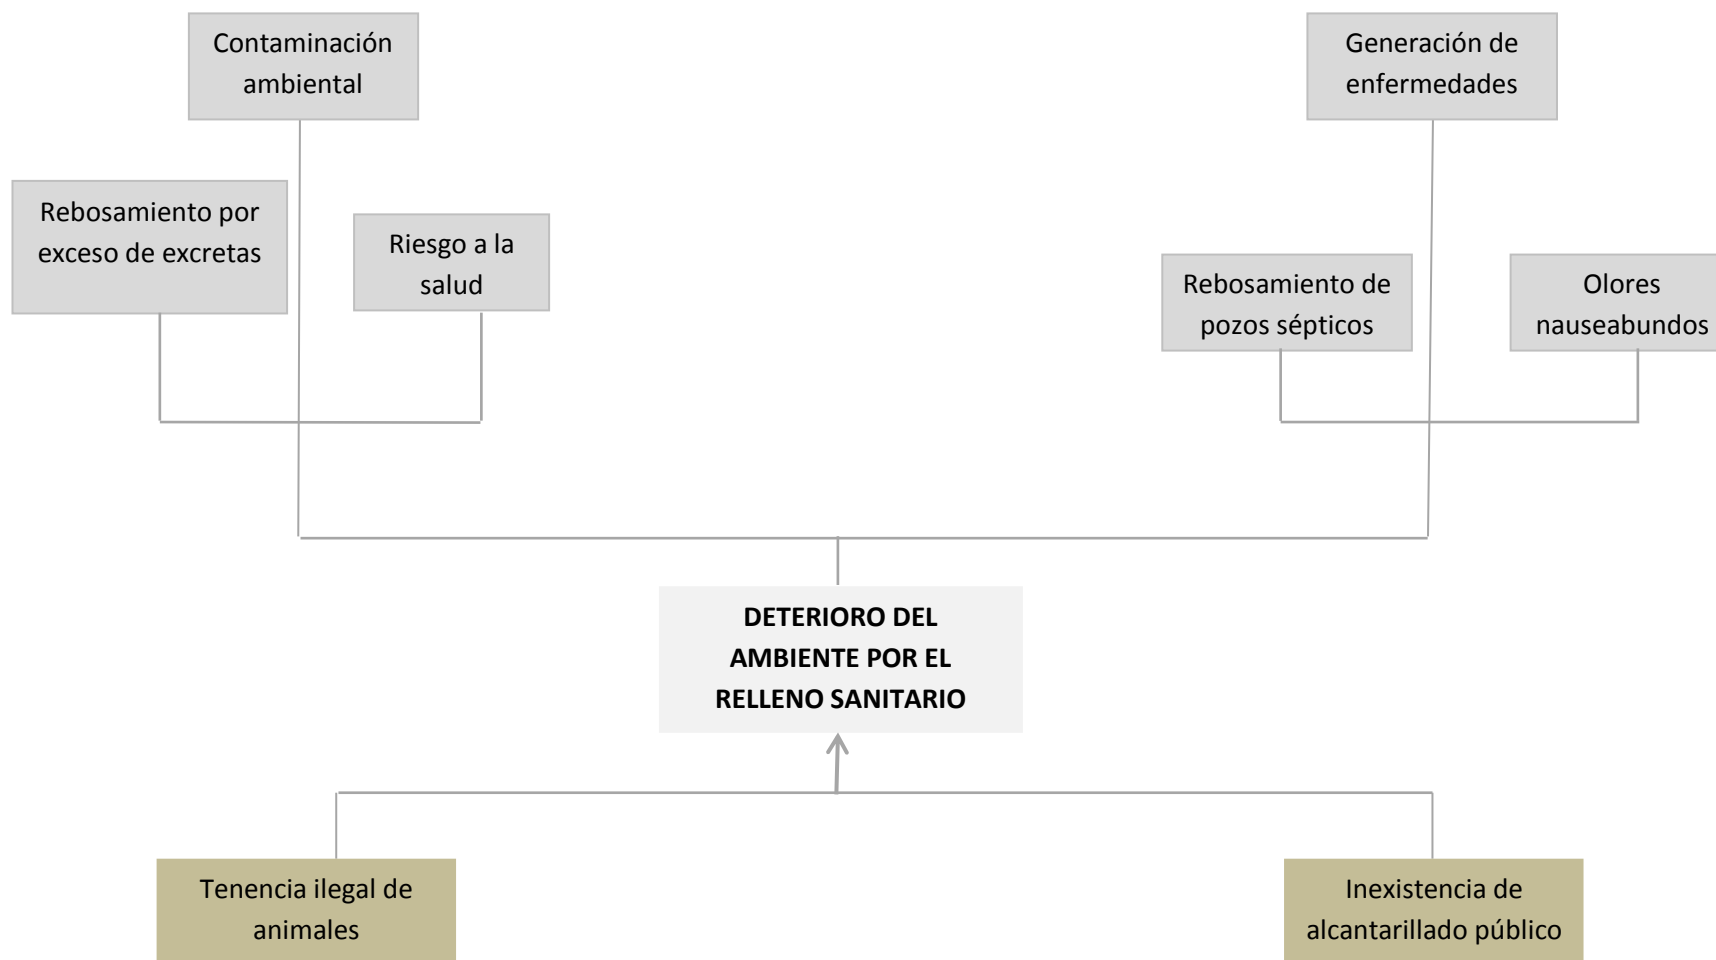 Contaminación
ambiental
Generación de
enfermedades
Rebosamiento por
exceso de excretas
Riesgo a la
salud
Rebosamiento de
pozos sépticos
Olores
nauseabundos
DETERIORO DEL
AMBIENTE POR EL
RELLENO SANITARIO
Tenencia ilegal de
animales
Inexistencia de
alcantarillado público